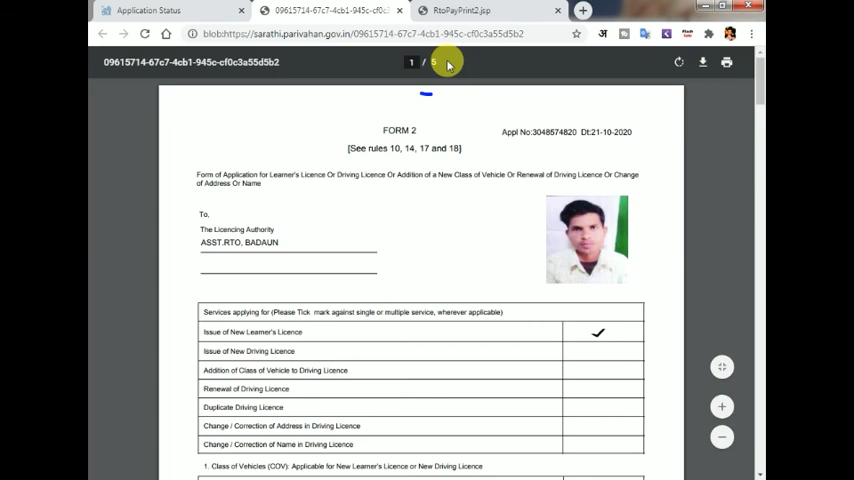 Application Status
09615714-67c7-4cb1-945c-cf0c3
RtoPayPrint2.jsp
blob:https://sarathi.parivahan.gov.in/09615714-67c7-4cb1-945c-cf0c3a55d5b2
अ
09615714-67c7-4cb1-945c-cf0c3a55d5b2
1 / 5
FORM 2
Appl No:3048574820 Dt:21-10-2020
[See rules 10, 14, 17 and 18]
Form of Application for Learner's Licence Or Driving Licence Or Addition of a New Class of Vehicle Or Renewal of Driving Licence Or Change
of Address Or Name
To,
The Licencing Authority
ASST.RTO, BADAUN
Services applying for (Please Tick mark against single or multiple service, wherever applicable)
Issue of New Learner's Licence
Issue of New Driving Licence
Addition of Class of Vehicle to Driving Licence
Renewal of Driving Licence
Duplicate Driving Licence
Change / Correction of Address in Driving Licence
Change / Correction of Name in Driving Licence
1. Class of Vehicles (COV): Applicable for New Learner's Licence or New Driving Licence